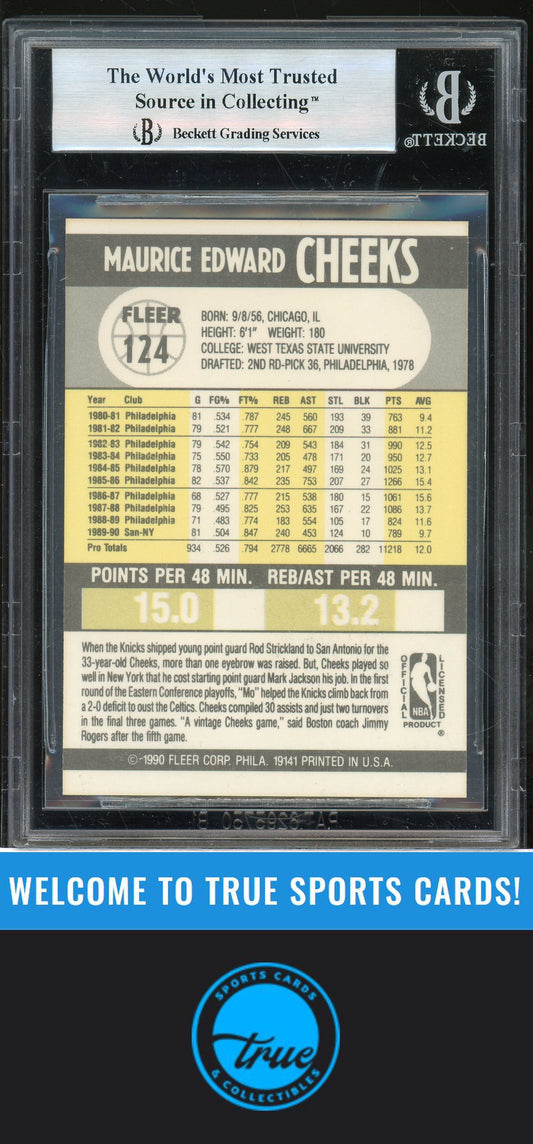 The World's Most Trusted
Source in Collecting™
B Beckett Grading Services
BECKETT®
MAURICE EDWARD CHEEKS
FLEER
124
BORN: 9/8/56, CHICAGO, IL
HEIGHT: 6'1" WEIGHT: 180
COLLEGE: WEST TEXAS STATE UNIVERSITY
DRAFTED: 2ND RD-PICK 36, PHILADELPHIA, 1978
Year Club G FG% FT% REB AST STL BLK PTS AVG
1980-81 Philadelphia 81 .534 .787 245 560 193 39 763 9.4
1981-82 Philadelphia 79 .521 .777 248 667 209 33 881 11.2
1982-83 Philadelphia 79 .542 .754 209 543 184 31 990 12.5
1983-84 Philadelphia 75 .550 .733 205 478 171 20 950 12.7
1984-85 Philadelphia 78 .570 .879 217 497 169 24 1025 13.1
1985-86 Philadelphia 82 .537 .842 235 753 207 27 1266 15.4
1986-87 Philadelphia 68 .527 .777 215 538 180 15 1061 15.6
1987-88 Philadelphia 79 .495 .825 253 635 167 22 1086 13.7
1988-89 Philadelphia 71 .483 .774 183 554 105 17 824 11.6
1989-90 San-NY 81 .504 .847 240 453 124 10 789 9.7
Pro Totals 934 .526 .794 2778 6665 2066 282 11218 12.0
POINTS PER 48 MIN. REB/AST PER 48 MIN.
15.0 13.2
When the Knicks shipped young point guard Rod Strickland to San Antonio for the
33-year-old Cheeks, more than one eyebrow was raised. But, Cheeks played so
well in New York that he cost starting point guard Mark Jackson his job. In the first
round of the Eastern Conference playoffs, "Mo" helped the Knicks climb back from
a 2-0 deficit to oust the Celtics. Cheeks compiled 30 assists and just two turnovers
in the final three games. "A vintage Cheeks game," said Boston coach Jimmy
Rogers after the fifth game.
OFFICIAL LICENSED
NBA
PRODUCT ®
© 1990 FLEER CORP. PHILA. 19141 PRINTED IN U.S.A.
WELCOME TO TRUE SPORTS CARDS!
SPORTS CARDS
true
& COLLECTIBLES